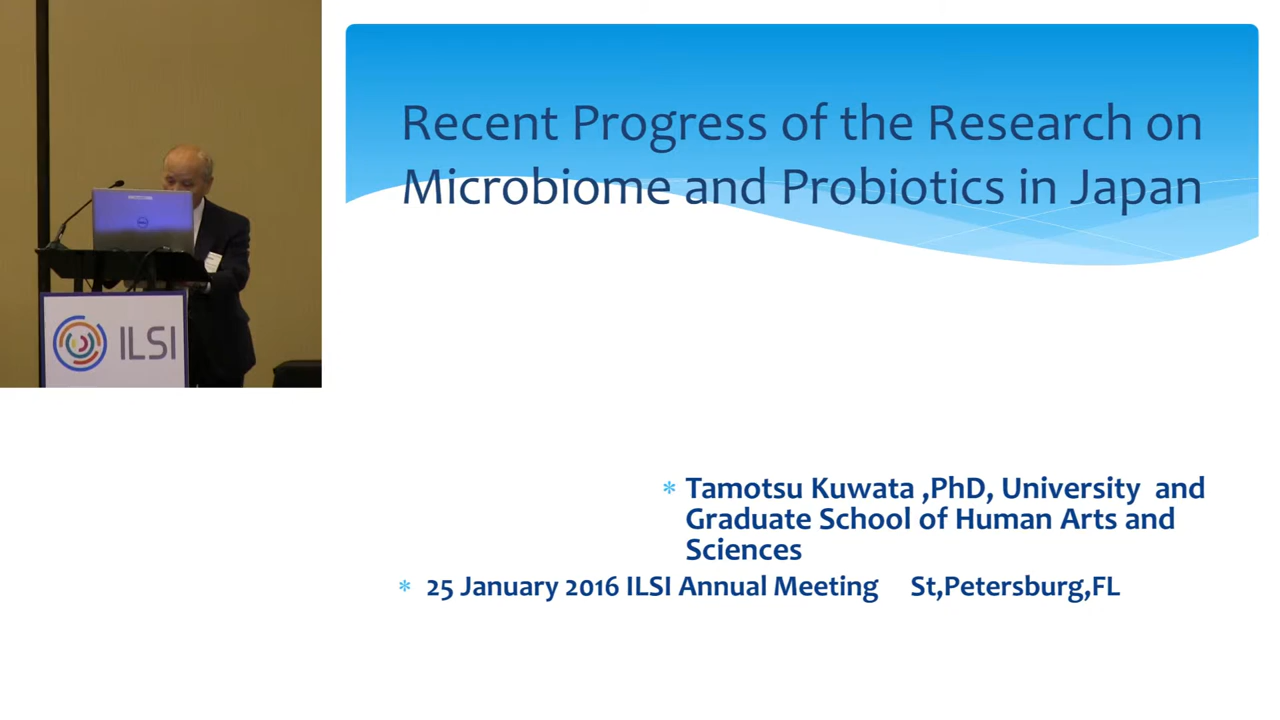 Recent Progress of the Research on
Microbiome and Probiotics in Japan
ILSI
* Tamotsu Kuwata ,PhD, University and
Graduate School of Human Arts and
Sciences
* 25 January 2016 ILSI Annual Meeting St,Petersburg,FL